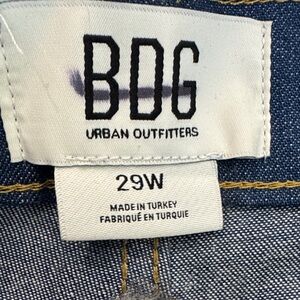 BDG
URBAN OUTFITTERS
29W
MADE IN TURKEY
FABRIQUÉ EN TURQUIE